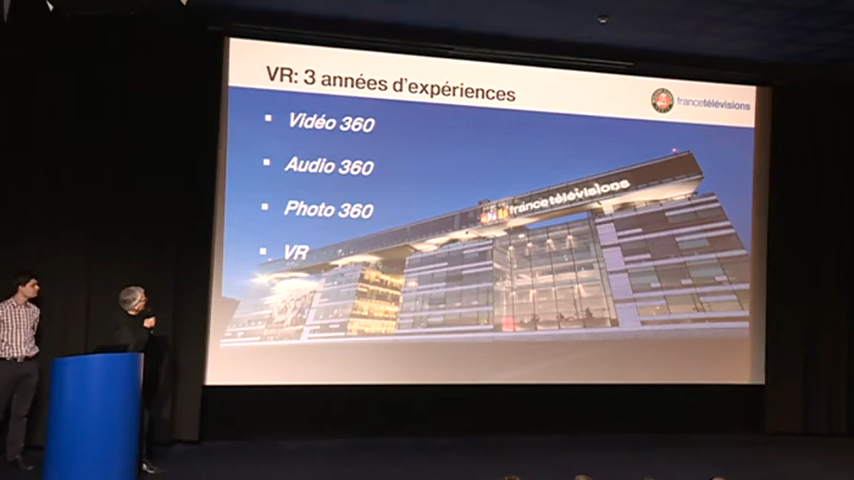 VR: 3 années d'expériences
francetélévisions
Vidéo 360
Audio 360
Photo 360
VR
francetélévisions